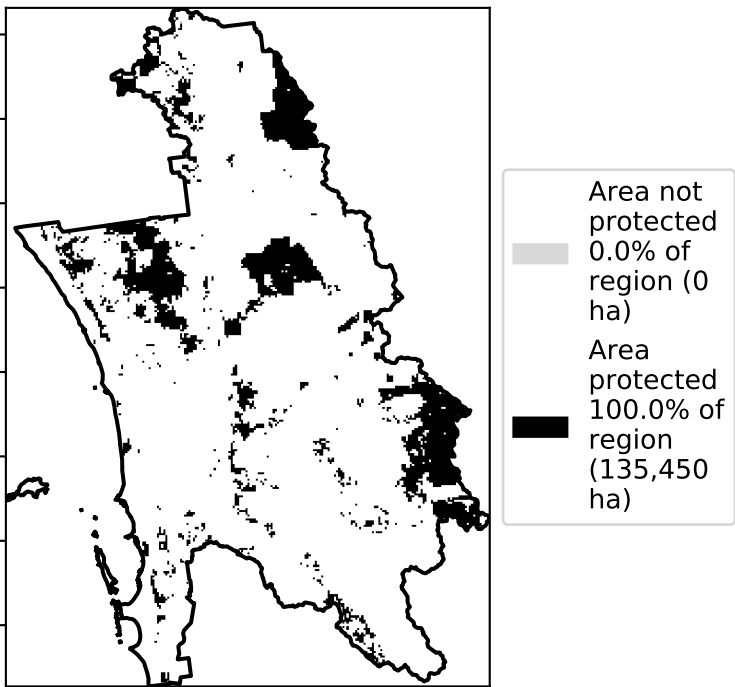 Area not
protected
0.0% of
region (0
ha)
Area
protected
100.0% of
region
(135,450
ha)